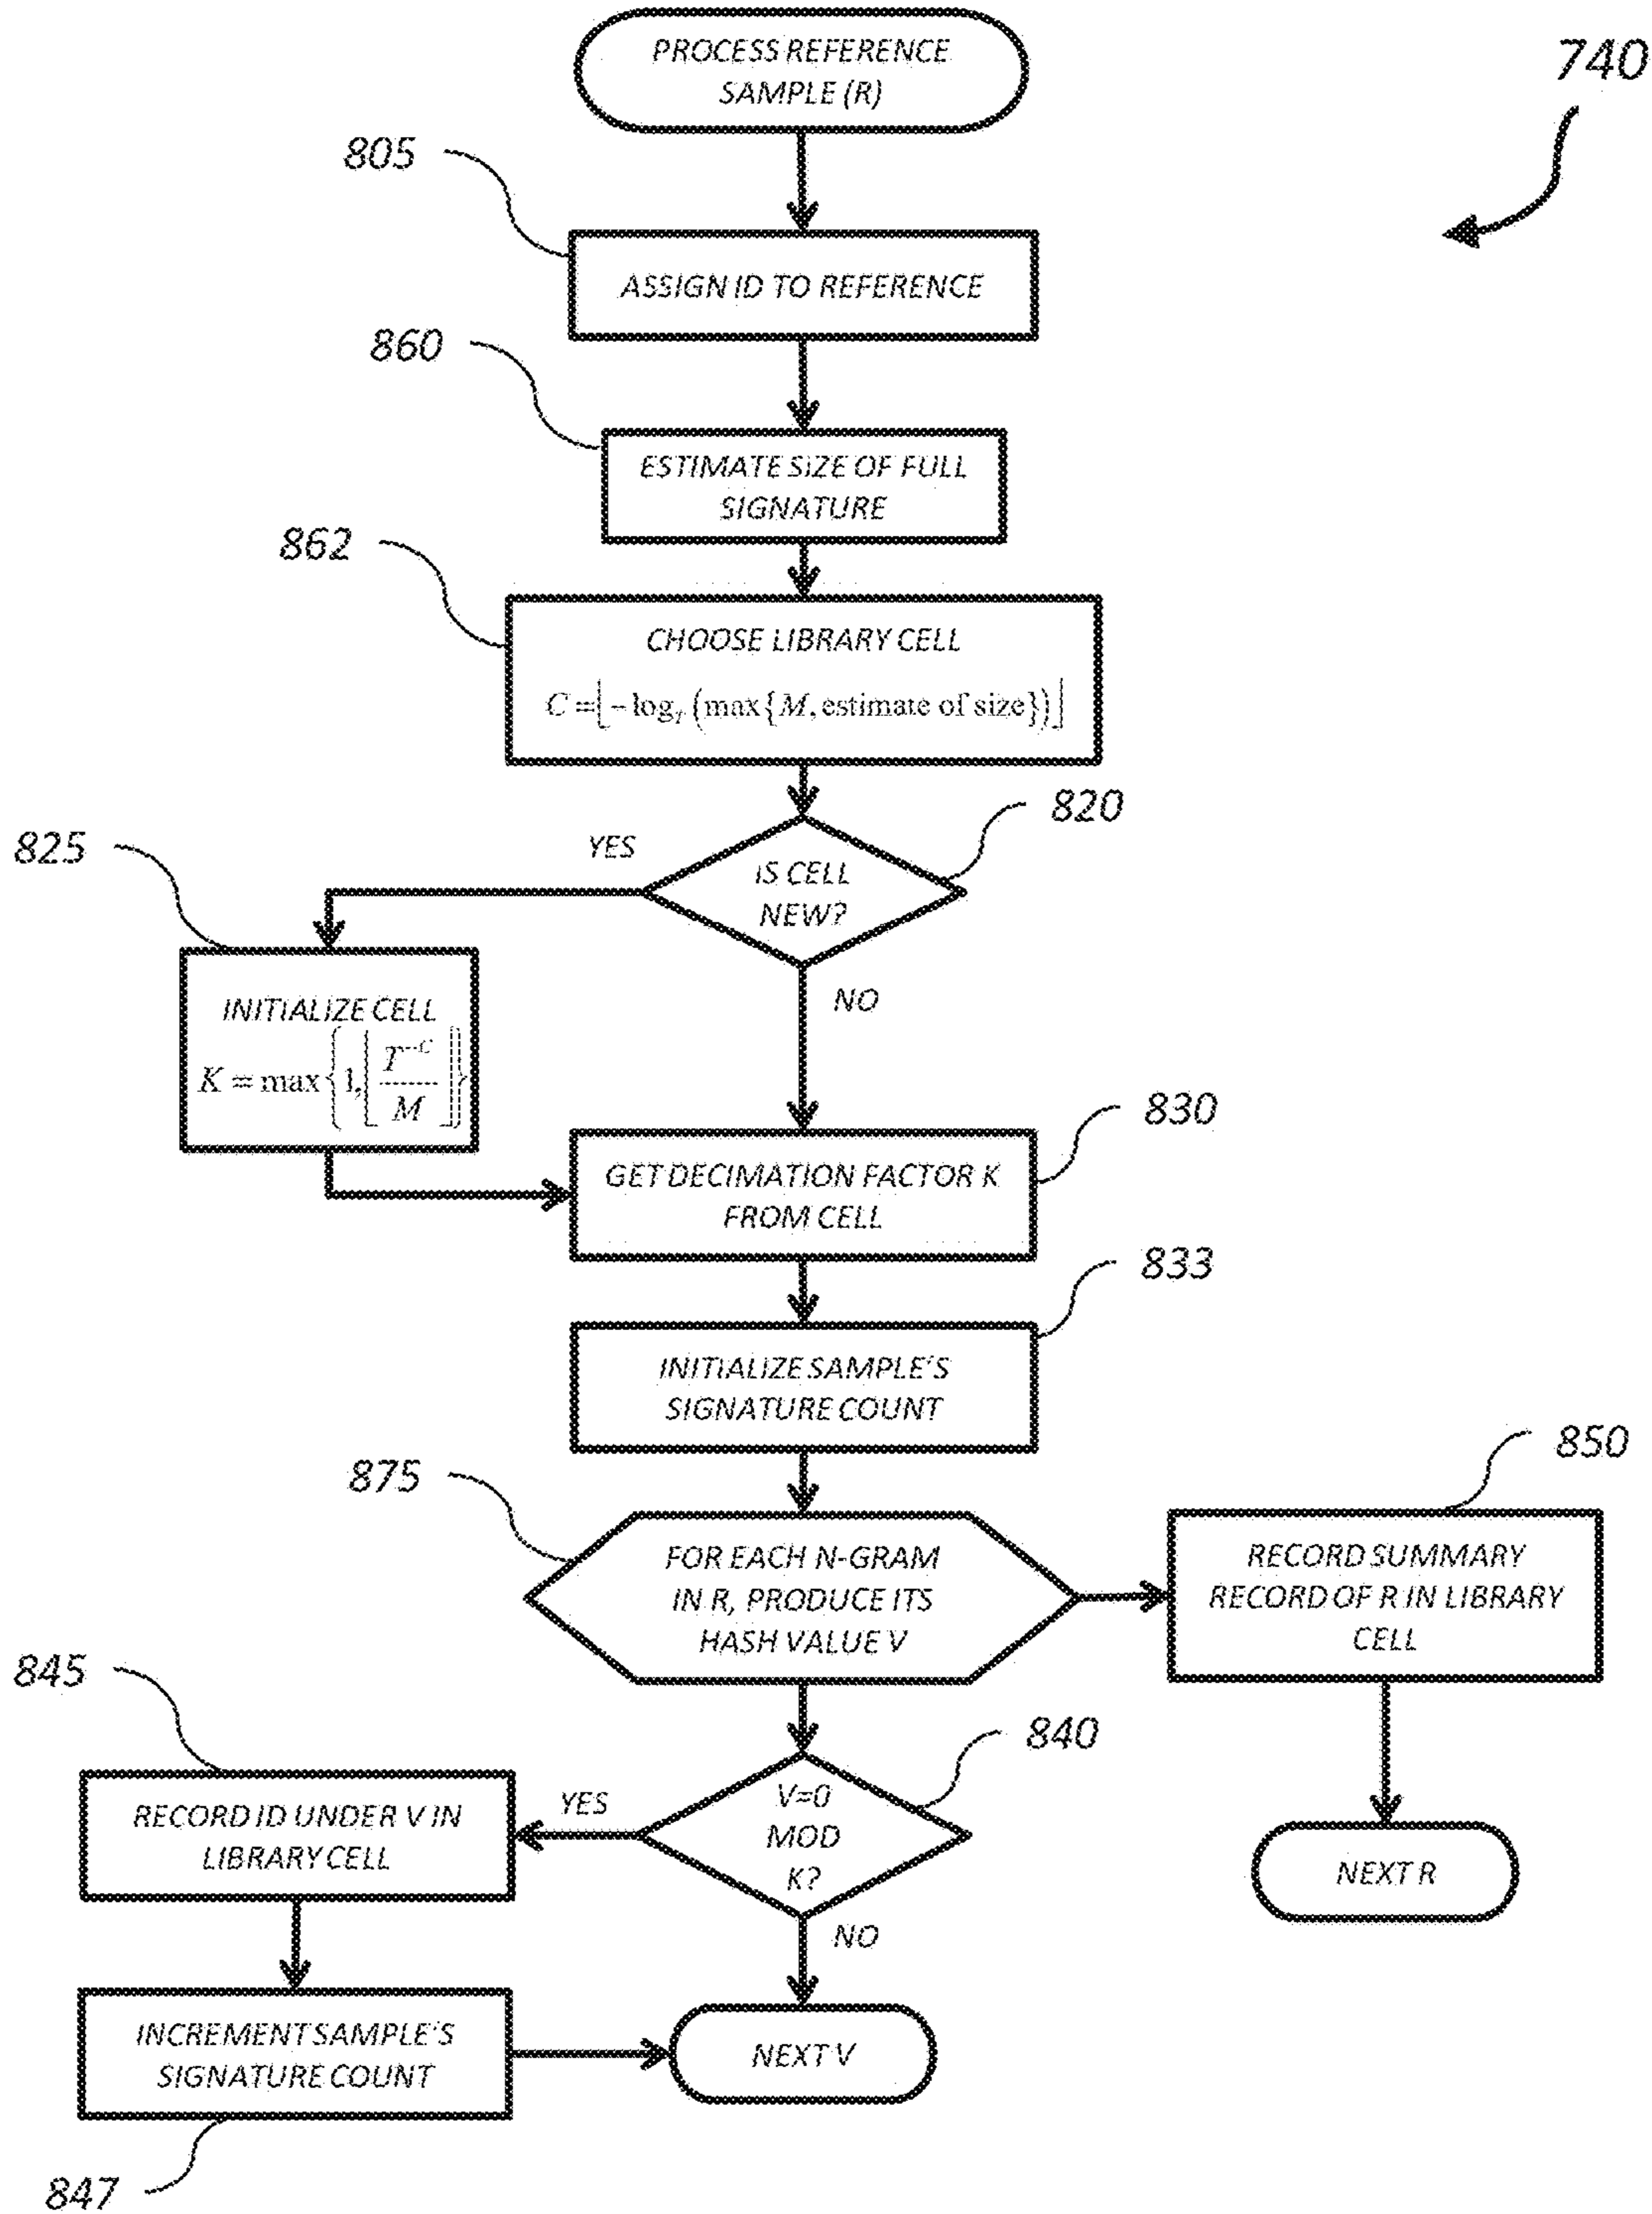 PROCESS REFERENCE
SAMPLE (R)
740
805
ASSIGN ID TO REFERENCE
860
ESTIMATE SIZE OF FULL
SIGNATURE
862
CHOOSE LIBRARY CELL
C = ⌊-log_T (max{M, estimate of size})⌋
820
825
YES
IS CELL
NEW?
NO
INITIALIZE CELL
K = max{1, ⌊T^-C / M⌋}
830
GET DECIMATION FACTOR K
FROM CELL
833
INITIALIZE SAMPLE'S
SIGNATURE COUNT
875
850
FOR EACH N-GRAM
IN R, PRODUCE ITS
HASH VALUE V
RECORD SUMMARY
RECORD OF R IN LIBRARY
CELL
845
840
RECORD ID UNDER V IN
LIBRARY CELL
YES
V=0
MOD
K?
NO
NEXT R
INCREMENT SAMPLE'S
SIGNATURE COUNT
NEXT V
847